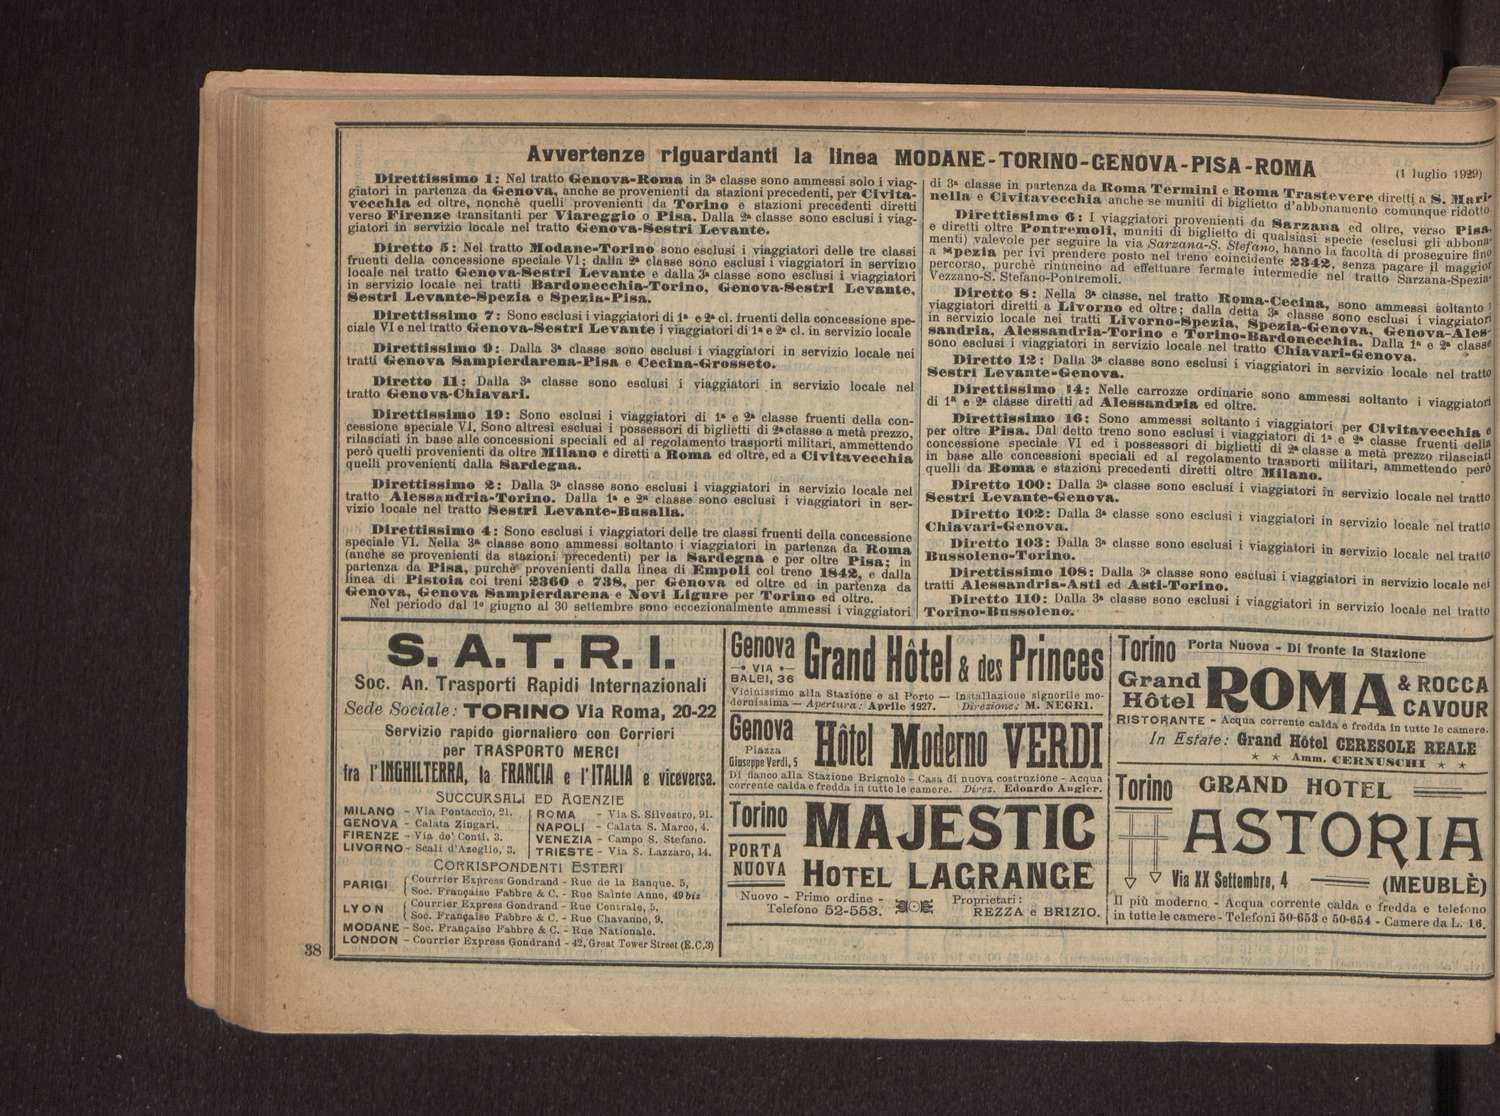 Avvertenze riguardanti la linea MODANE-TORINO-GENOVA-PISA-ROMA
(1 luglio 1929)
Direttissimo 1: Nel tratto Genova-Roma in 3ª classe sono ammessi solo i viag-
giatori in partenza da Genova, anche se provenienti da stazioni precedenti, per Civita-
vecchia ed oltre, nonchè quelli provenienti da Torino e stazioni precedenti diretti
verso Firenze transitanti per Viareggio o Pisa. Dalla 2ª classe sono esclusi i viag-
giatori in servizio locale nel tratto Genova-Sestri Levante.
Diretto 5: Nel tratto Modane-Torino sono esclusi i viaggiatori delle tre classi
fruenti della concessione speciale VI; dalla 2ª classe sono esclusi i viaggiatori in servizio
locale nel tratto Genova-Sestri Levante e dalla 3ª classe sono esclusi i viaggiatori
in servizio locale nei tratti Bardonecchia-Torino, Genova-Sestri Levante,
Sestri Levante-Spezia e Spezia-Pisa.
Direttissimo 7: Sono esclusi i viaggiatori di 1ª e 2ª cl. fruenti della concessione spe-
ciale VI e nel tratto Genova-Sestri Levante i viaggiatori di 1ª e 2ª cl. in servizio locale
Direttissimo 9: Dalla 3ª classe sono esclusi i viaggiatori in servizio locale nei
tratti Genova Sampierdarena-Pisa e Cecina-Grosseto.
Diretto 11: Dalla 3ª classe sono esclusi i viaggiatori in servizio locale nel
tratto Genova-Chiavari.
Direttissimo 19: Sono esclusi i viaggiatori di 1ª e 2ª classe fruenti della con-
cessione speciale VI. Sono altresì esclusi i possessori di biglietti di 2ª classe a metà prezzo,
rilasciati in base alle concessioni speciali ed al regolamento trasporti militari, ammettendo
però quelli provenienti da oltre Milano e diretti a Roma ed oltre, ed a Civitavecchia
quelli provenienti dalla Sardegna.
Direttissimo 2: Dalla 3ª classe sono esclusi i viaggiatori in servizio locale nel
tratto Alessandria-Torino. Dalla 1ª e 2ª classe sono esclusi i viaggiatori in ser-
vizio locale nel tratto Sestri Levante-Busalla.
Direttissimo 4: Sono esclusi i viaggiatori delle tre classi fruenti della concessione
speciale VI. Nella 3ª classe sono ammessi soltanto i viaggiatori in partenza da Roma
(anche se provenienti da stazioni precedenti) per la Sardegna e per oltre Pisa; in
partenza da Pisa, purchè provenienti dalla linea di Empoli col treno 1842, e dalla
linea di Pistoia coi treni 2360 e 738, per Genova ed oltre ed in partenza da
Genova, Genova Sampierdarena e Novi Ligure per Torino ed oltre.
Nel periodo dal 1º giugno al 30 settembre sono eccezionalmente ammessi i viaggiatori
di 3ª classe in partenza da Roma Termini e Roma Trastevere diretti a S. Mari-
nella e Civitavecchia anche se muniti di biglietto d'abbonamento comunque ridotto.
Direttissimo 6: I viaggiatori provenienti da Sarzana ed oltre, verso Pisa,
e diretti oltre Pontremoli, muniti di biglietto di qualsiasi specie (esclusi gli abbona-
menti) valevole per seguire la via Sarzana-S. Stefano, hanno la facoltà di proseguire fino
a Spezia per ivi prendere posto nel treno coincidente 2342, senza pagare il maggior
percorso, purchè rinuncino ad effettuare fermate intermedie nel tratto Sarzana-Spezia-
Vezzano-S. Stefano-Pontremoli.
Diretto 8: Nella 3ª classe, nel tratto Roma-Cecina, sono ammessi soltanto i
viaggiatori diretti a Livorno ed oltre; dalla detta 3ª classe sono esclusi i viaggiatori
in servizio locale nei tratti Livorno-Spezia, Spezia-Genova, Genova-Ales-
sandria, Alessandria-Torino e Torino-Bardonecchia. Dalla 1ª e 2ª classe
sono esclusi i viaggiatori in servizio locale nel tratto Chiavari-Genova.
Diretto 12: Dalla 3ª classe sono esclusi i viaggiatori in servizio locale nel tratto
Sestri Levante-Genova.
Direttissimo 14: Nelle carrozze ordinarie sono ammessi soltanto i viaggiatori
di 1ª e 2ª classe diretti ad Alessandria ed oltre.
Direttissimo 16: Sono ammessi soltanto i viaggiatori per Civitavecchia e
per oltre Pisa. Dal detto treno sono esclusi i viaggiatori di 1ª e 2ª classe fruenti della
concessione speciale VI ed i possessori di biglietti di 2ª classe a metà prezzo rilasciati
in base alle concessioni speciali ed al regolamento trasporti militari, ammettendo però
quelli da Roma e stazioni precedenti diretti oltre Milano.
Diretto 100: Dalla 3ª classe sono esclusi i viaggiatori in servizio locale nel tratto
Sestri Levante-Genova.
Diretto 102: Dalla 3ª classe sono esclusi i viaggiatori in servizio locale nel tratto
Chiavari-Genova.
Diretto 103: Dalla 3ª classe sono esclusi i viaggiatori in servizio locale nel tratto
Bussoleno-Torino.
Direttissimo 108: Dalla 3ª classe sono esclusi i viaggiatori in servizio locale nei
tratti Alessandria-Asti ed Asti-Torino.
Diretto 110: Dalla 3ª classe sono esclusi i viaggiatori in servizio locale nel tratto
Torino-Bussoleno.
S. A. T. R. I.
Soc. An. Trasporti Rapidi Internazionali
Sede Sociale: TORINO Via Roma, 20-22
Servizio rapido giornaliero con Corrieri
per TRASPORTO MERCI
fra l'INGHILTERRA, la FRANCIA e l'ITALIA e viceversa.
SUCCURSALI ED AGENZIE
MILANO - Via Pontaccio, 21.
GENOVA - Calata Zingari.
FIRENZE - Via de' Conti, 3.
LIVORNO - Scali d'Azeglio, 3.
ROMA - Via S. Silvestro, 91.
NAPOLI - Calata S. Marco, 4.
VENEZIA - Campo S. Stefano.
TRIESTE - Via S. Lazzaro, 14.
CORRISPONDENTI ESTERI
PARIGI { Courrier Express Gondrand - Rue de la Banque. 5,
Soc. Française Fabbre & C. - Rue Sainte Anne, 49 bis
LYON { Courrier Express Gondrand - Rue Centrale, 5,
Soc. Française Fabbre & C. - Rue Chavanne, 9.
MODANE - Soc. Française Fabbre & C. - Rue Nationale.
LONDON - Courrier Express Gondrand - 42, Great Tower Street (E.C.3)
38
Genova
VIA
BALBI, 36
Grand Hôtel & des Princes
Vicinissimo alla Stazione e al Porto — Installazione signorile mo-
dernissima — Apertura: Aprile 1927. Direzione: M. NEGRI.
Genova
Piazza
Giuseppe Verdi, 5
Hôtel Moderno VERDI
Di fianco alla Stazione Brignole - Casa di nuova costruzione - Acqua
corrente calda e fredda in tutte le camere. Direz. Edoardo Angier.
Torino
PORTA
NUOVA
MAJESTIC
HOTEL LAGRANGE
Nuovo - Primo ordine -
Telefono 52-553.
Proprietari:
REZZA e BRIZIO.
Torino Porta Nuova - Di fronte la Stazione
Grand
Hôtel
ROMA
& ROCCA
CAVOUR
RISTORANTE - Acqua corrente calda e fredda in tutte le camere.
In Estate: Grand Hôtel CERESOLE REALE
Amm. CERNUSCHI
Torino GRAND HOTEL
ASTORIA
Via XX Settembre, 4
(MEUBLÈ)
Il più moderno - Acqua corrente calda e fredda e telefono
in tutte le camere - Telefoni 50-653 e 50-654 - Camere da L. 16.